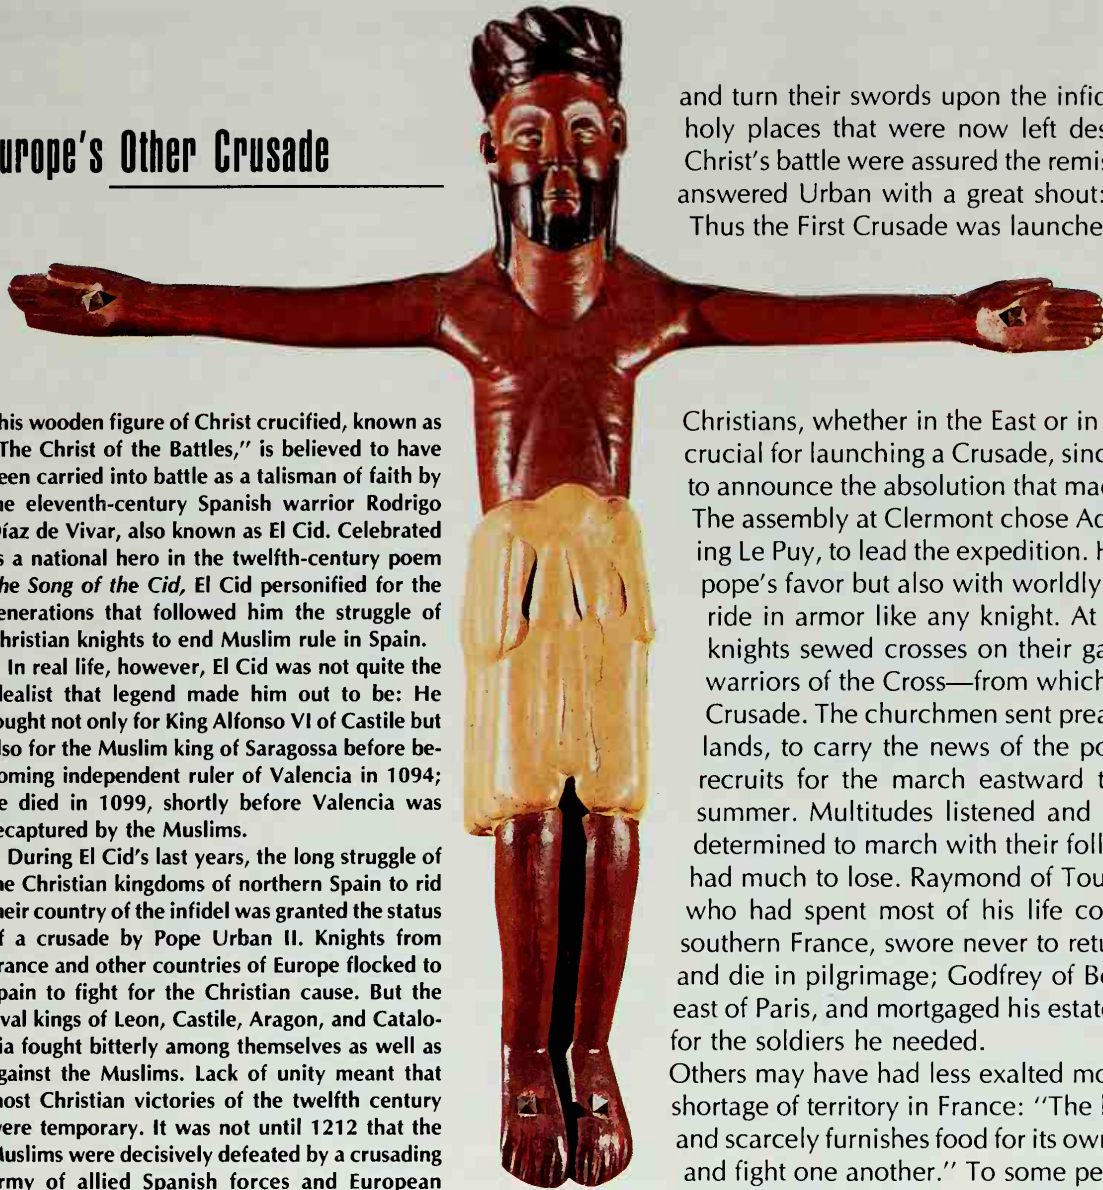 urope's Other Crusade
his wooden figure of Christ crucified, known as
The Christ of the Battles," is believed to have
een carried into battle as a talisman of faith by
he eleventh-century Spanish warrior Rodrigo
íaz de Vivar, also known as El Cid. Celebrated
s a national hero in the twelfth-century poem
he Song of the Cid, El Cid personified for the
enerations that followed him the struggle of
hristian knights to end Muslim rule in Spain.
In real life, however, El Cid was not quite the
dealist that legend made him out to be: He
ought not only for King Alfonso VI of Castile but
lso for the Muslim king of Saragossa before be-
oming independent ruler of Valencia in 1094;
e died in 1099, shortly before Valencia was
ecaptured by the Muslims.
During El Cid's last years, the long struggle of
he Christian kingdoms of northern Spain to rid
heir country of the infidel was granted the status
f a crusade by Pope Urban II. Knights from
rance and other countries of Europe flocked to
pain to fight for the Christian cause. But the
val kings of Leon, Castile, Aragon, and Catalo-
ia fought bitterly among themselves as well as
gainst the Muslims. Lack of unity meant that
ost Christian victories of the twelfth century
ere temporary. It was not until 1212 that the
uslims were decisively defeated by a crusading
rmy of allied Spanish forces and European
and turn their swords upon the infid
holy places that were now left des
Christ's battle were assured the remis
answered Urban with a great shout:
Thus the First Crusade was launche
Christians, whether in the East or in
crucial for launching a Crusade, sinc
to announce the absolution that mad
The assembly at Clermont chose Ad
ing Le Puy, to lead the expedition. H
pope's favor but also with worldly
ride in armor like any knight. At
knights sewed crosses on their ga
warriors of the Cross—from which
Crusade. The churchmen sent prea
lands, to carry the news of the po
recruits for the march eastward t
summer. Multitudes listened and
determined to march with their foll
had much to lose. Raymond of Tou
who had spent most of his life co
southern France, swore never to retu
and die in pilgrimage; Godfrey of Bo
east of Paris, and mortgaged his estate
for the soldiers he needed.
Others may have had less exalted mo
shortage of territory in France: "The l
and scarcely furnishes food for its own
and fight one another." To some pe